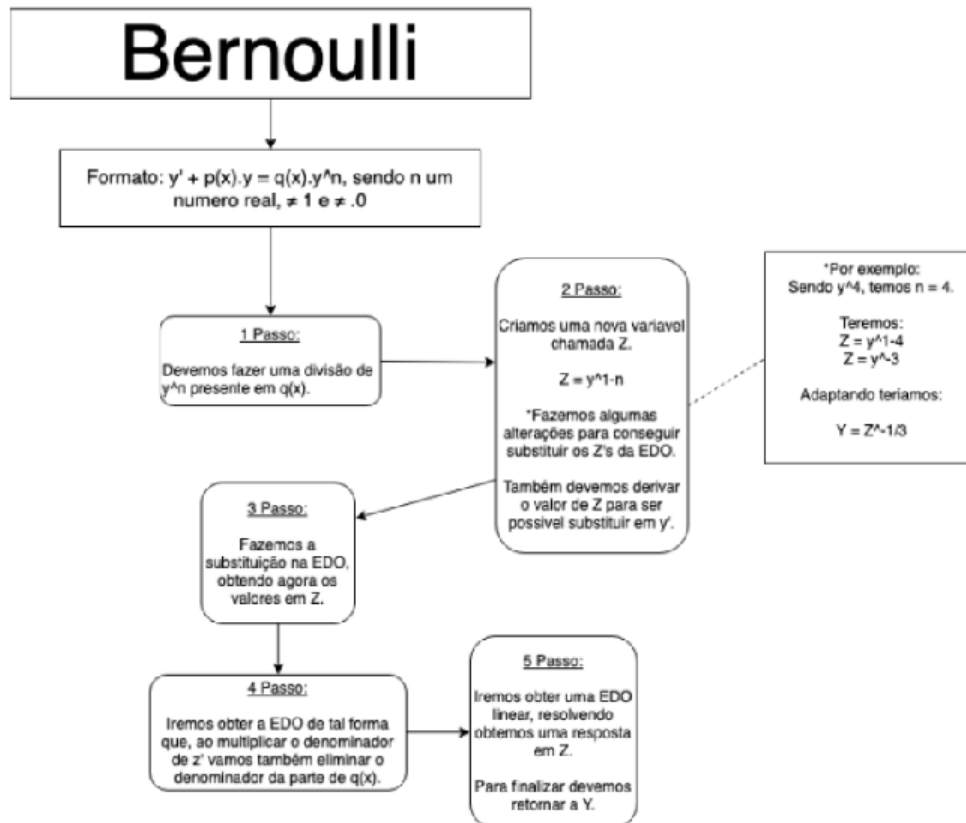 Bernoulli
Formato: y' + p(x).y = q(x).y^n, sendo n um
numero real, ≠ 1 e ≠ .0
1 Passo:
Devemos fazer uma divisão de
y^n presente em q(x).
2 Passo:
Criamos uma nova variavel
chamada Z.
Z = y^1-n
*Fazemos algumas
alterações para conseguir
substituir os Z's da EDO.
Também devemos derivar
o valor de Z para ser
possivel substituir em y'.
*Por exemplo:
Sendo y^4, temos n = 4.
Teremos:
Z = y^1-4
Z = y^-3
Adaptando teriamos:
Y = Z^-1/3
3 Passo:
Fazemos a
substituição na EDO,
obtendo agora os
valores em Z.
4 Passo:
Iremos obter a EDO de tal forma
que, ao multiplicar o denominador
de z' vamos também eliminar o
denominador da parte de q(x).
5 Passo:
Iremos obter uma EDO
linear, resolvendo
obtemos uma resposta
em Z.
Para finalizar devemos
retornar a Y.